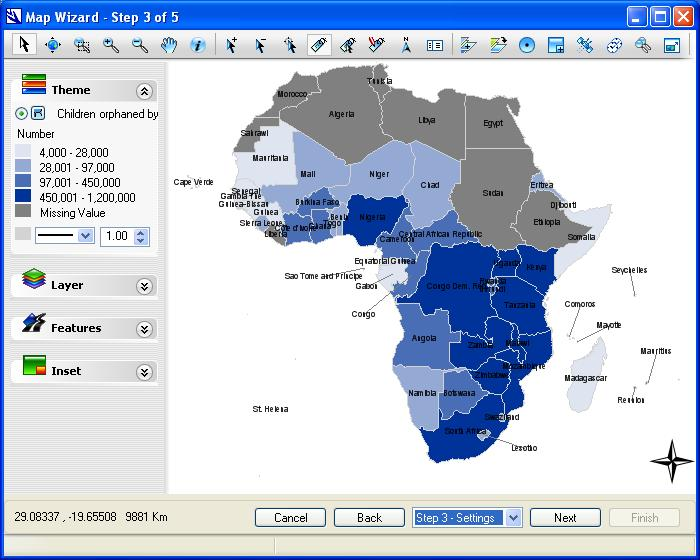 Map Wizard - Step 3 of 5
Theme
Children orphaned by
Number
4,000 - 28,000
28,001 - 97,000
97,001 - 450,000
450,001 - 1,200,000
Missing Value
1.00
Layer
Features
Inset
Tunisia
Morocco
Algeria
Libya
Egypt
Sahrawi
Mauritania
Mali
Niger
Chad
Sudan
Eritrea
Cape Verde
Senegal
Gambia The
Guinea-Bissau
Guinea
Burkina Faso
Djibouti
Sierra Leone
Liberia
Cote d'Ivoire
Ghana
Togo
Benin
Nigeria
Ethiopia
Somalia
Cameroon
Central African Republic
Equatorial Guinea
Uganda
Kenya
Sao Tome and Principe
Gabon
Congo
Congo Dem. Rep.
Rwanda
Burundi
Seychelles
Tanzania
Comoros
Mayotte
Angola
Zambia
Malawi
Mozambique
Mauritius
Madagascar
Zimbabwe
Namibia
Botswana
Reunion
St. Helena
Swaziland
South Africa
Lesotho
29.08337 , -19.65508 9881 Km
Cancel
Back
Step 3 - Settings
Next
Finish